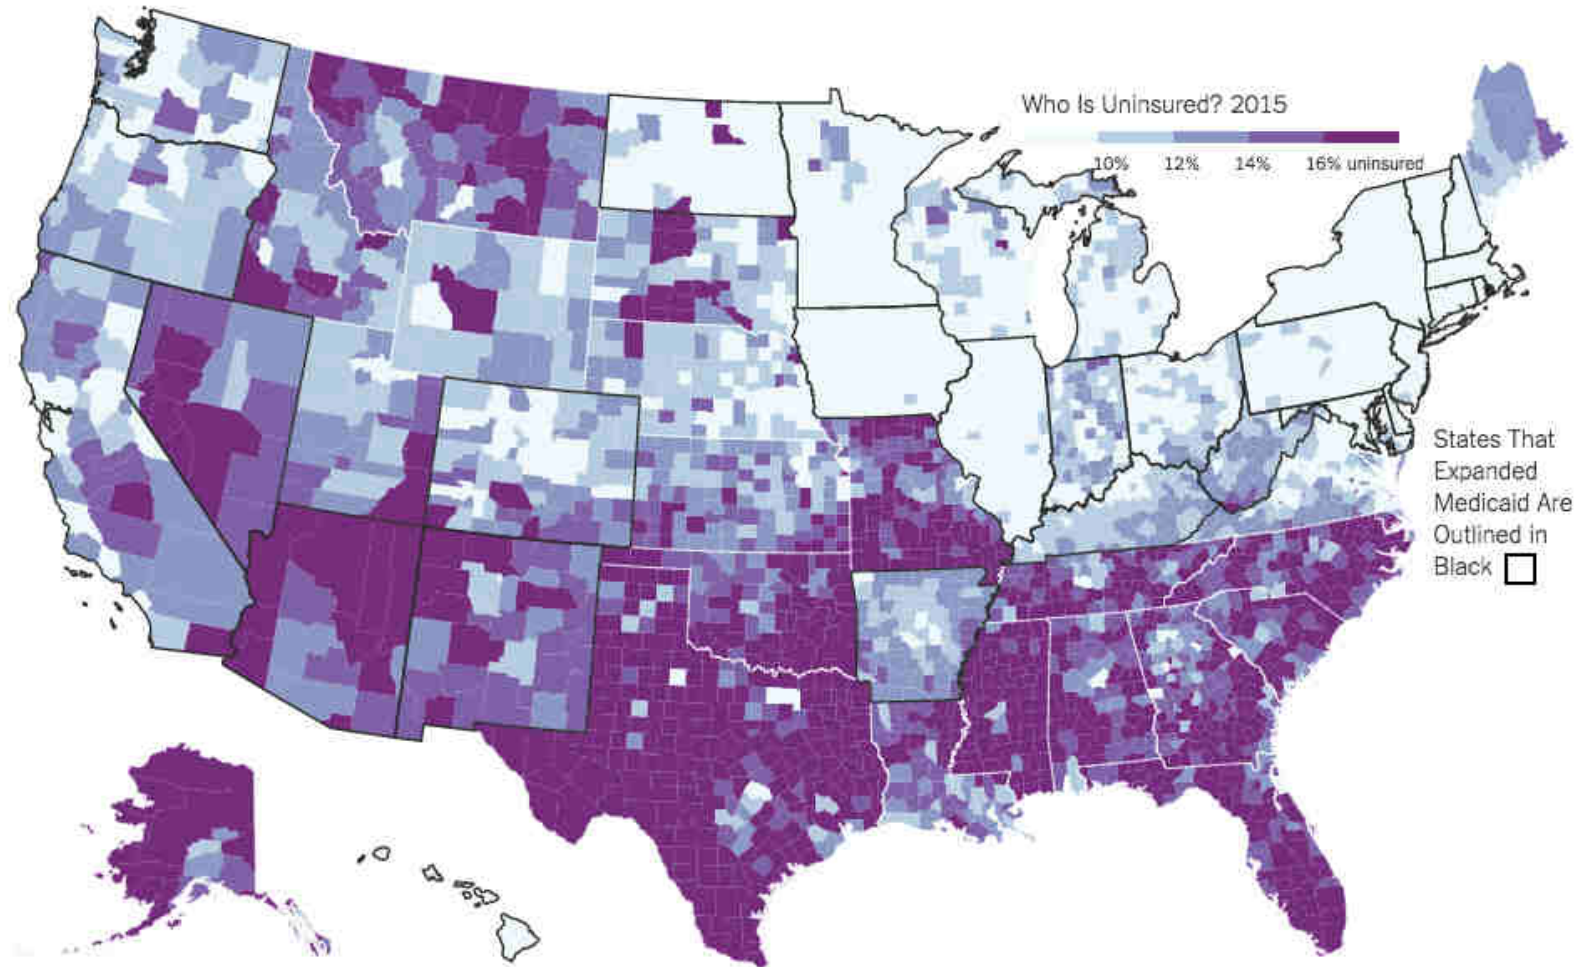 Who Is Uninsured? 2015
10% 12% 14% 16% uninsured
States That
Expanded
Medicaid Are
Outlined in
Black